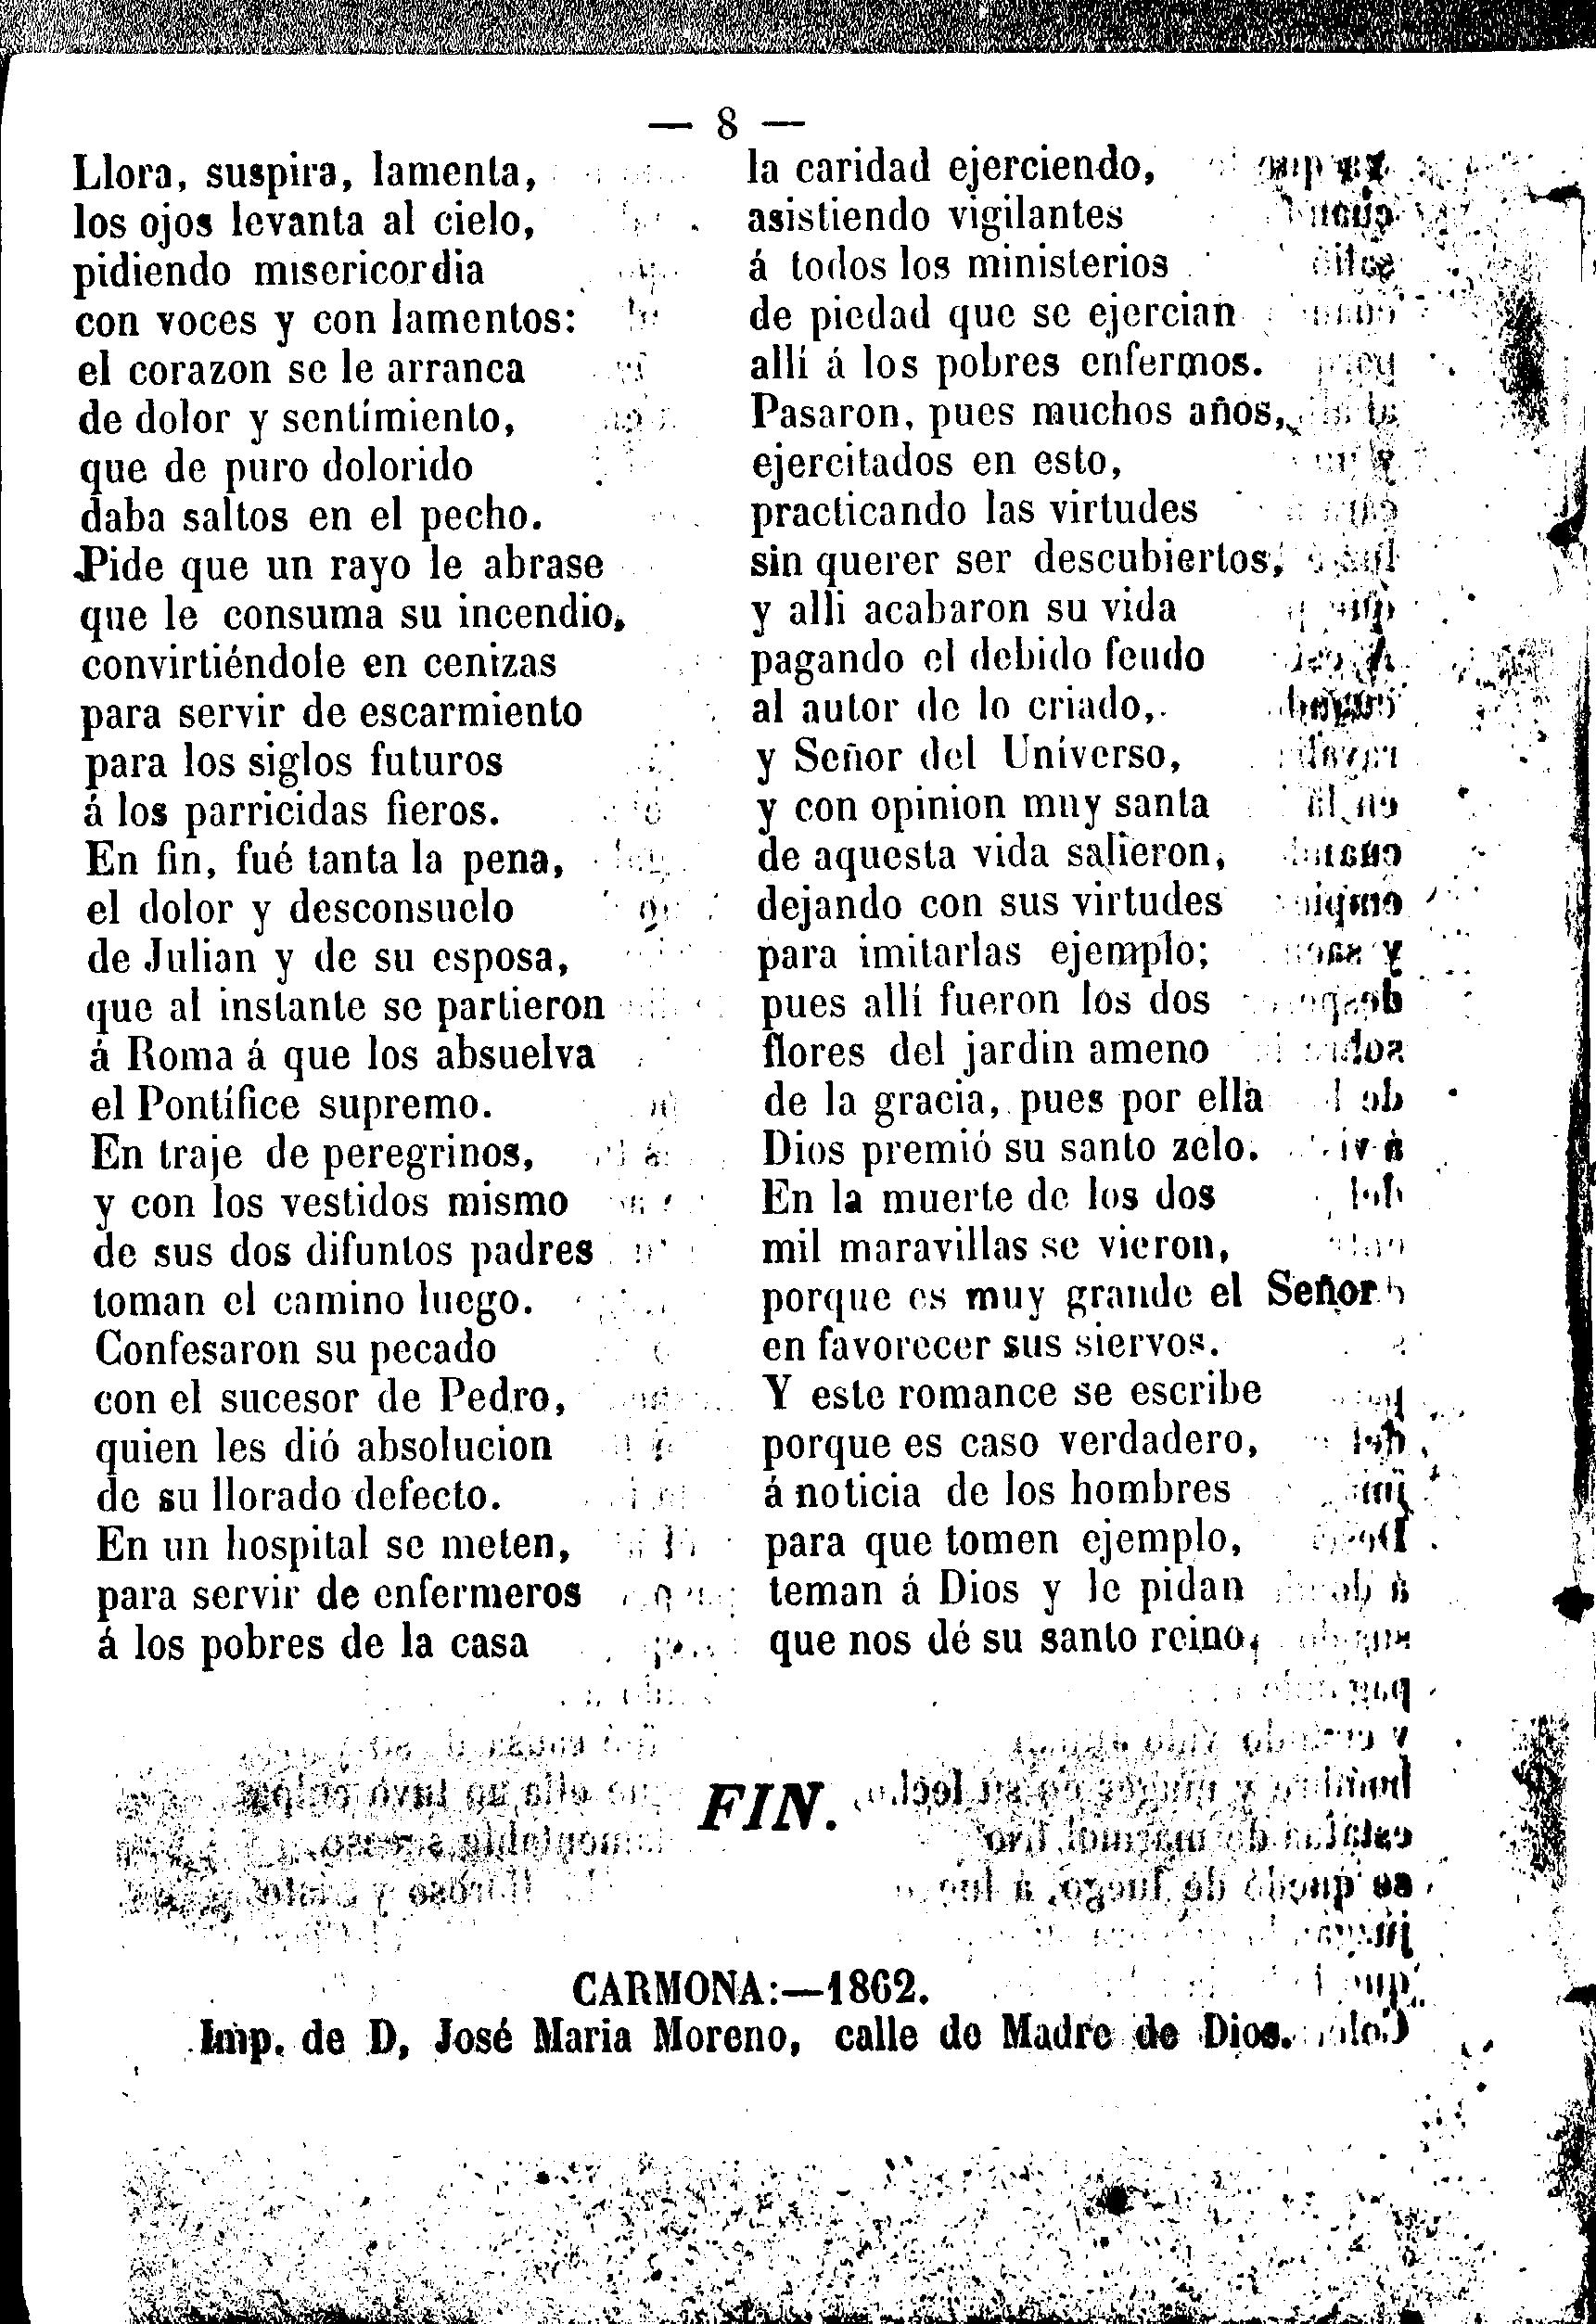 — 8 —
Llora, suspira, lamenta,
los ojos levanta al cielo,
pidiendo misericordia
con voces y con lamentos:
el corazon se le arranca
de dolor y sentímiento,
que de puro dolorido
daba saltos en el pecho.
Pide que un rayo le abrase
que le consuma su incendio,
convirtiéndole en cenizas
para servir de escarmiento
para los siglos futuros
á los parricidas fieros.
En fin, fué tanta la pena,
el dolor y desconsuelo
de Julian y de su esposa,
que al instante se partieron
á Roma á que los absuelva
el Pontífice supremo.
En traje de peregrinos,
y con los vestidos mismo
de sus dos difuntos padres
toman el camino luego.
Confesaron su pecado
con el sucesor de Pedro,
quien les dió absolucion
de su llorado defecto.
En un hospital se meten,
para servir de enfermeros
á los pobres de la casa
la caridad ejerciendo,
asistiendo vigilantes
á todos los ministerios
de piedad que se ejercian
allí á los pobres enfermos.
Pasaron, pues muchos años,
ejercitados en esto,
practicando las virtudes
sin querer ser descubiertos,
y alli acabaron su vida
pagando el debido feudo
al autor de lo criado,
y Señor del Uníverso,
y con opinion muy santa
de aquesta vida salieron,
dejando con sus virtudes
para imitarlas ejemplo;
pues allí fueron los dos
flores del jardin ameno
de la gracia, pues por ella
Dios premió su santo zelo.
En la muerte de los dos
mil maravillas se vieron,
porque es muy grande el Señor
en favorecer sus siervos.
Y este romance se escribe
porque es caso verdadero,
á noticia de los hombres
para que tomen ejemplo,
teman á Dios y le pidan
que nos dé su santo reino,
FIN.
CARMONA:—1862.
Imp. de D, José Maria Moreno, calle de Madre de Dios.